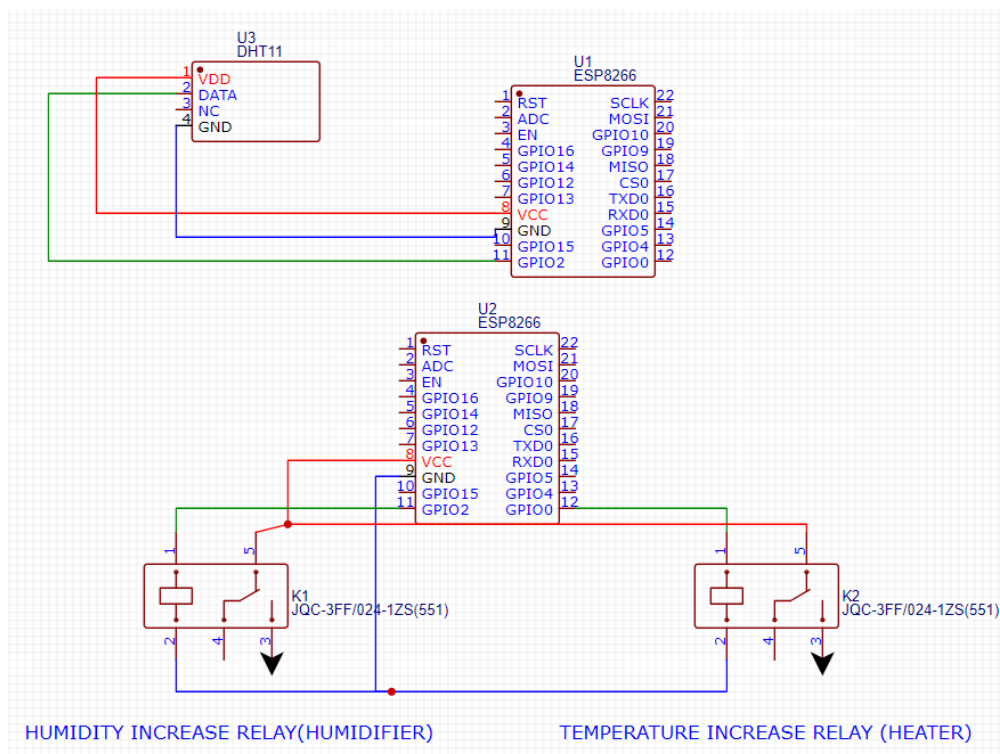 U3
DHT11
1 VDD
2 DATA
3 NC
4 GND
U1
ESP8266
1 RST SCLK 22
2 ADC MOSI 21
3 EN GPIO10 20
4 GPIO16 GPIO9 19
5 GPIO14 MISO 18
6 GPIO12 CS0 17
7 GPIO13 TXD0 16
8 VCC RXD0 15
9 GND GPIO5 14
10 GPIO15 GPIO4 13
11 GPIO2 GPIO0 12
U2
ESP8266
1 RST SCLK 22
2 ADC MOSI 21
3 EN GPIO10 20
4 GPIO16 GPIO9 19
5 GPIO14 MISO 18
6 GPIO12 CS0 17
7 GPIO13 TXD0 16
8 VCC RXD0 15
9 GND GPIO5 14
10 GPIO15 GPIO4 13
11 GPIO2 GPIO0 12
1 5
K1
JQC-3FF/024-1ZS(551)
2 4 3
1 5
K2
JQC-3FF/024-1ZS(551)
2 4 3
HUMIDITY INCREASE RELAY(HUMIDIFIER)
TEMPERATURE INCREASE RELAY (HEATER)